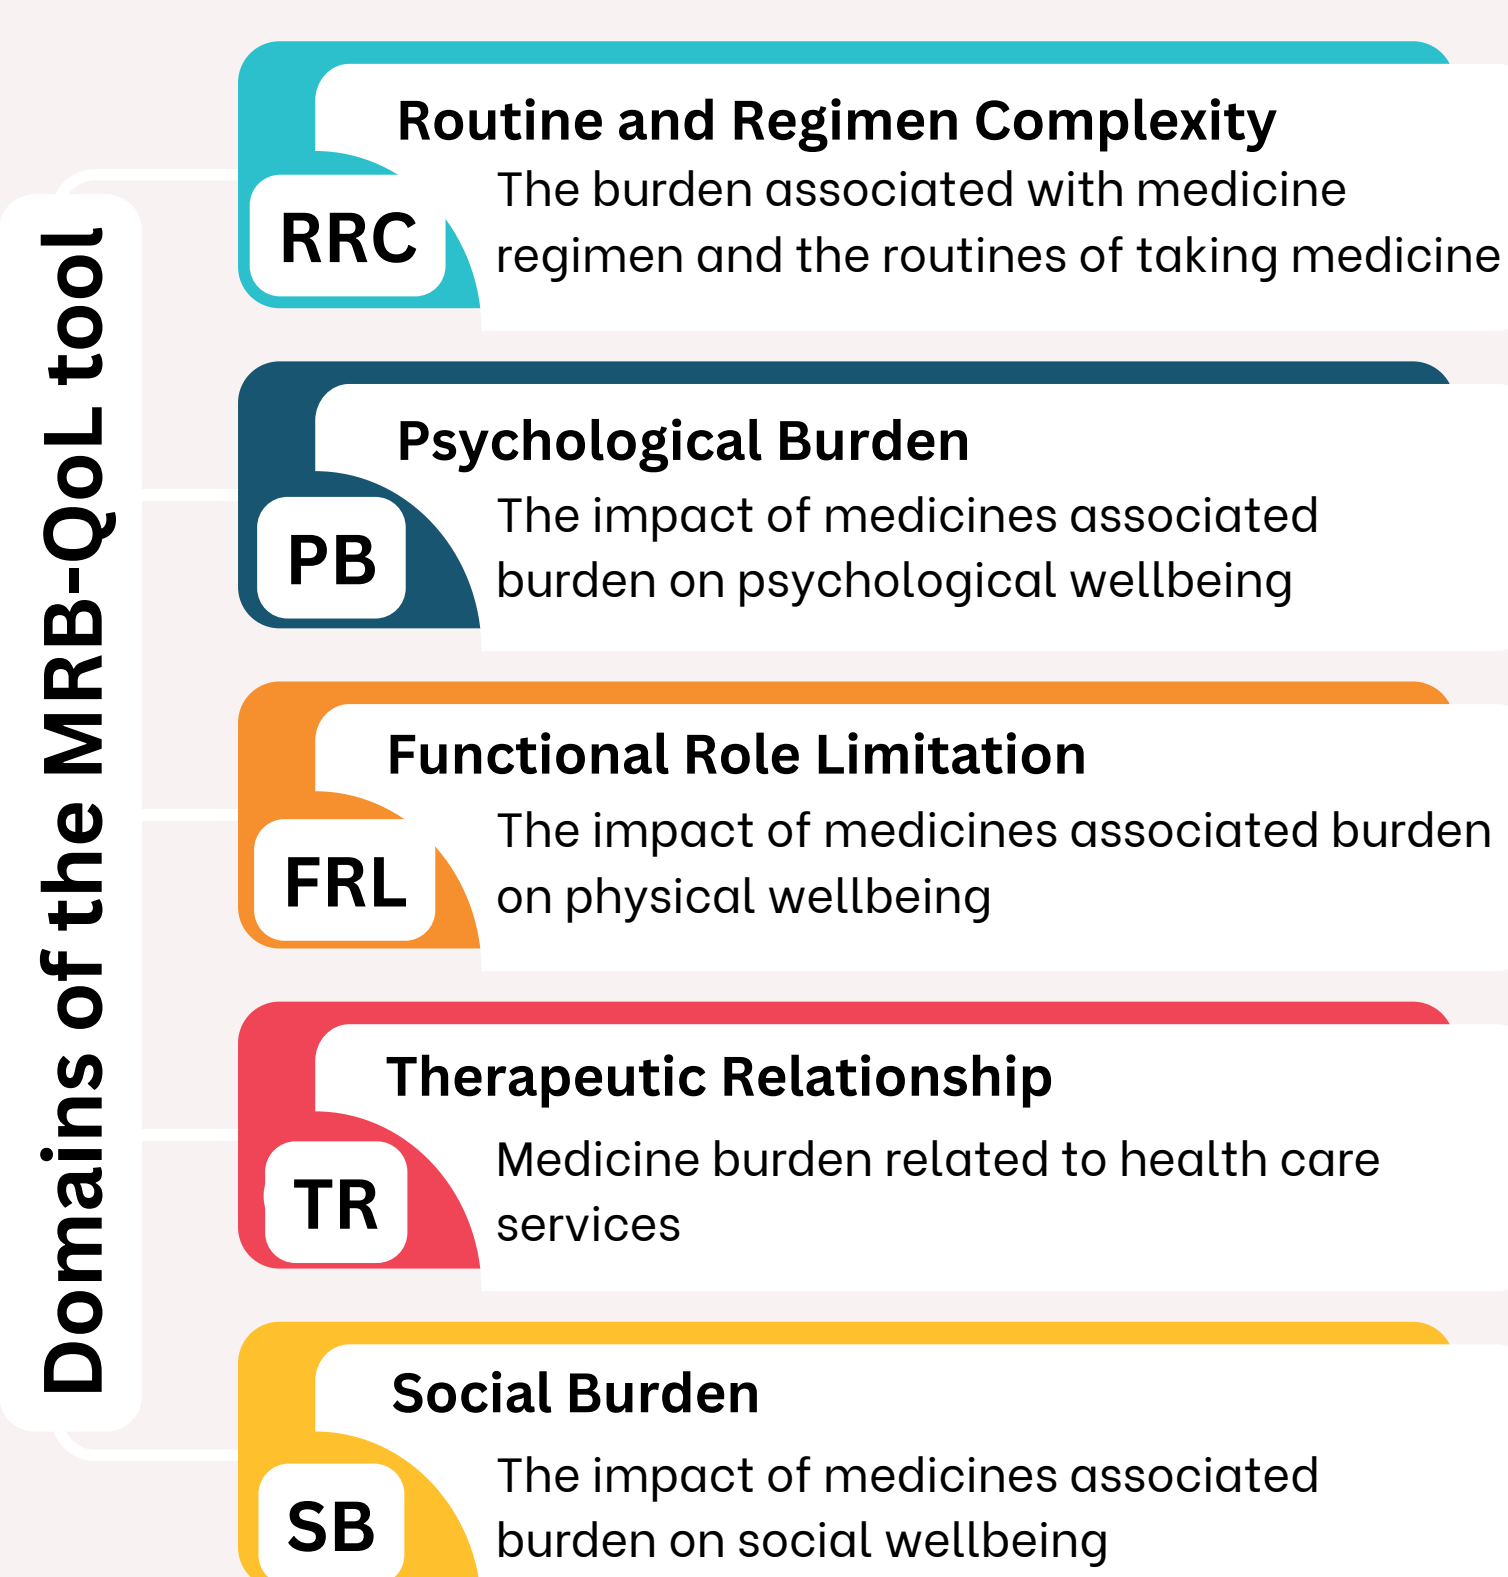 Domains of the MRB-QoL tool
Routine and Regimen Complexity
RRC
The burden associated with medicine
regimen and the routines of taking medicine
Psychological Burden
PB
The impact of medicines associated
burden on psychological wellbeing
Functional Role Limitation
FRL
The impact of medicines associated burden
on physical wellbeing
Therapeutic Relationship
TR
Medicine burden related to health care
services
Social Burden
SB
The impact of medicines associated
burden on social wellbeing